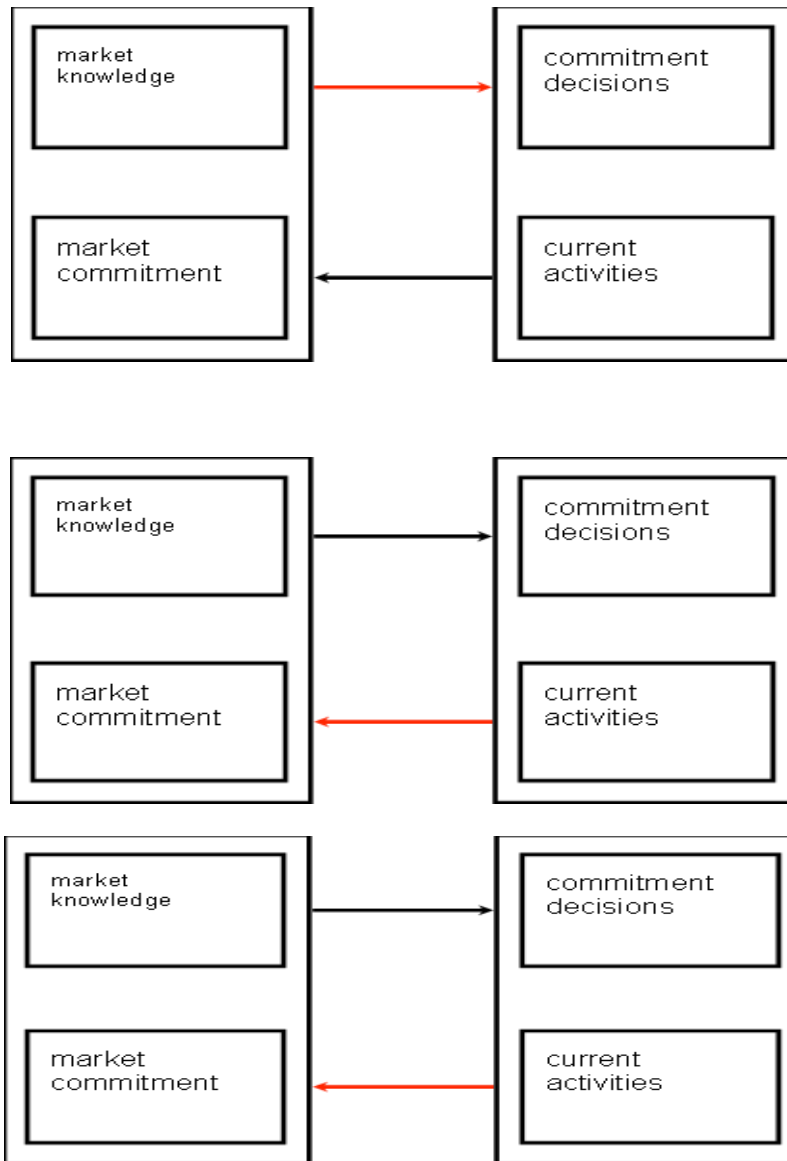 market
knowledge
commitment
decisions
market
commitment
current
activities
market
knowledge
commitment
decisions
market
commitment
current
activities
market
knowledge
commitment
decisions
market
commitment
current
activities